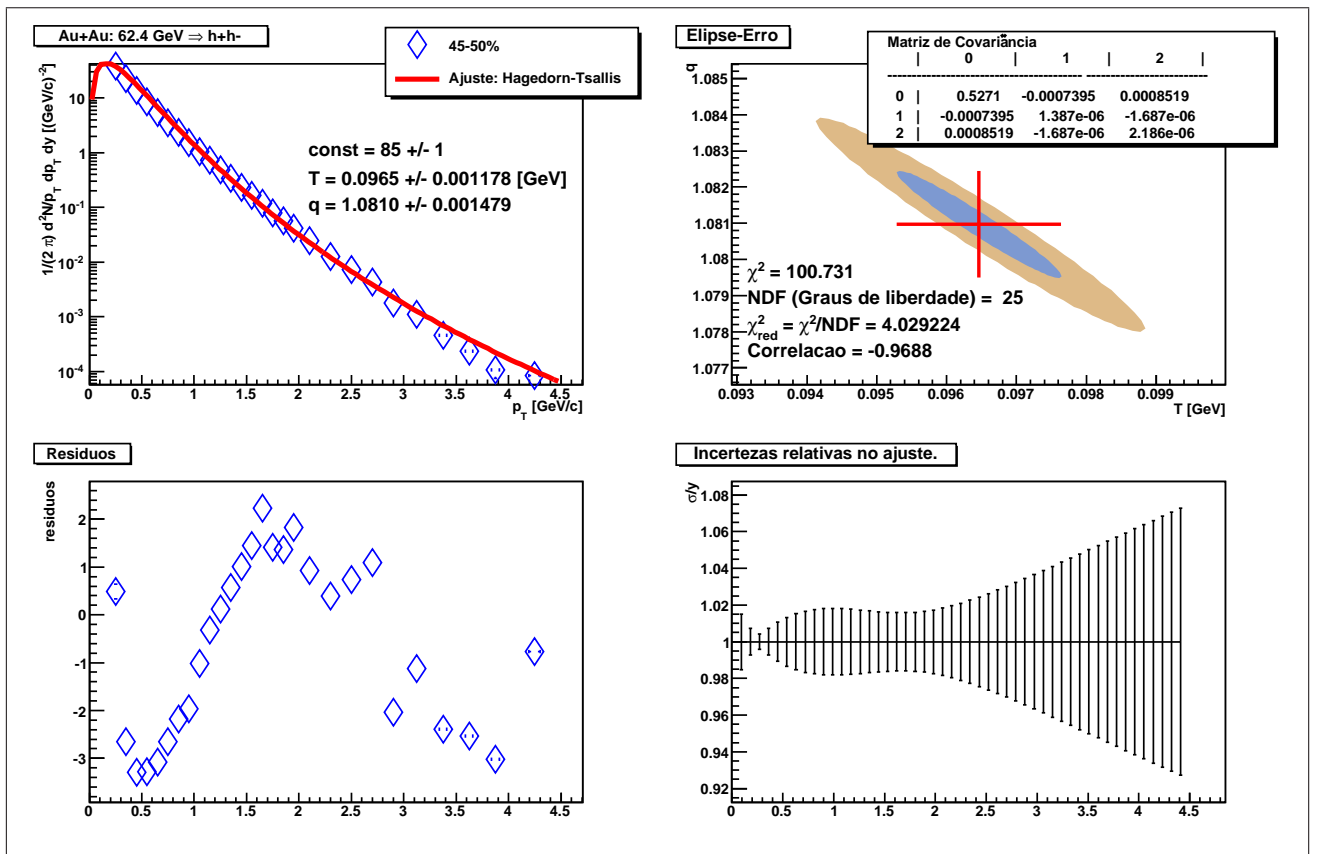 Au+Au: 62.4 GeV ⇒ h+h-
45-50%
Ajuste: Hagedorn-Tsallis
1/(2 π) d²N/p_T dp_T dy [(GeV/c)⁻²]
10
1
10⁻¹
10⁻²
10⁻³
10⁻⁴
const = 85 +/- 1
T = 0.0965 +/- 0.001178 [GeV]
q = 1.0810 +/- 0.001479
0 0.5 1 1.5 2 2.5 3 3.5 4 4.5
p_T [GeV/c]
Elipse-Erro
Matriz de Covariância
| 0 | 1 | 2 |
0 | 0.5271 -0.0007395 0.0008519
1 | -0.0007395 1.387e-06 -1.687e-06
2 | 0.0008519 -1.687e-06 2.186e-06
q
1.085
1.084
1.083
1.082
1.081
1.08
1.079
1.078
1.077
χ² = 100.731
NDF (Graus de liberdade) = 25
χ²_red = χ²/NDF = 4.029224
Correlacao = -0.9688
0.093 0.094 0.095 0.096 0.097 0.098 0.099
T [GeV]
Residuos
residuos
2
1
0
-1
-2
-3
0 0.5 1 1.5 2 2.5 3 3.5 4 4.5
Incertezas relativas no ajuste.
σ/y
1.08
1.06
1.04
1.02
1
0.98
0.96
0.94
0.92
0 0.5 1 1.5 2 2.5 3 3.5 4 4.5